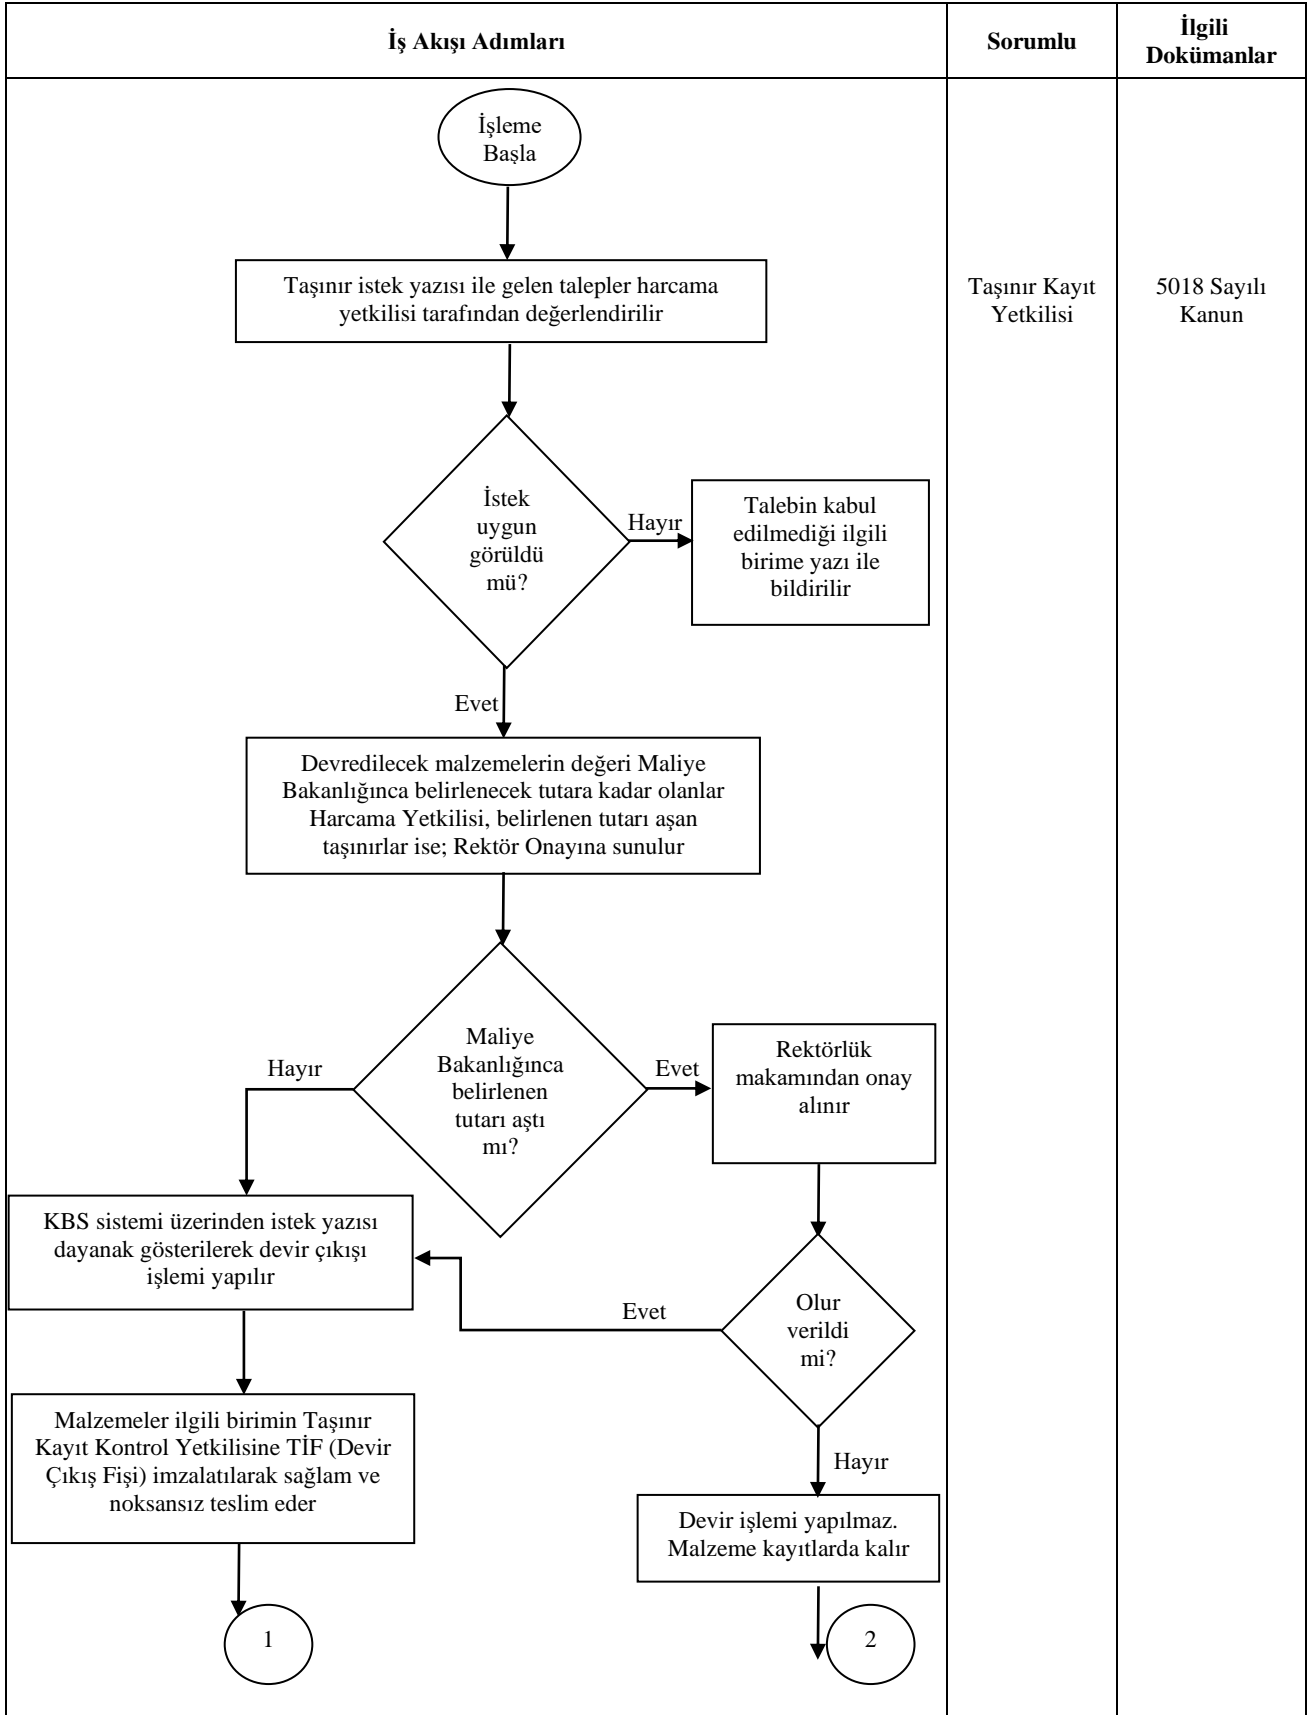 İş Akışı Adımları
Sorumlu
İlgili
Dokümanlar
İşleme
Başla
Taşınır istek yazısı ile gelen talepler harcama
yetkilisi tarafından değerlendirilir
Taşınır Kayıt
Yetkilisi
5018 Sayılı
Kanun
İstek
uygun
görüldü
mü?
Hayır
Talebin kabul
edilmediği ilgili
birime yazı ile
bildirilir
Evet
Devredilecek malzemelerin değeri Maliye
Bakanlığınca belirlenecek tutara kadar olanlar
Harcama Yetkilisi, belirlenen tutarı aşan
taşınırlar ise; Rektör Onayına sunulur
Maliye
Bakanlığınca
belirlenen
tutarı aştı
mı?
Hayır
Evet
Rektörlük
makamından onay
alınır
KBS sistemi üzerinden istek yazısı
dayanak gösterilerek devir çıkışı
işlemi yapılır
Evet
Olur
verildi
mi?
Malzemeler ilgili birimin Taşınır
Kayıt Kontrol Yetkilisine TİF (Devir
Çıkış Fişi) imzalatılarak sağlam ve
noksansız teslim eder
Hayır
Devir işlemi yapılmaz.
Malzeme kayıtlarda kalır
1
2